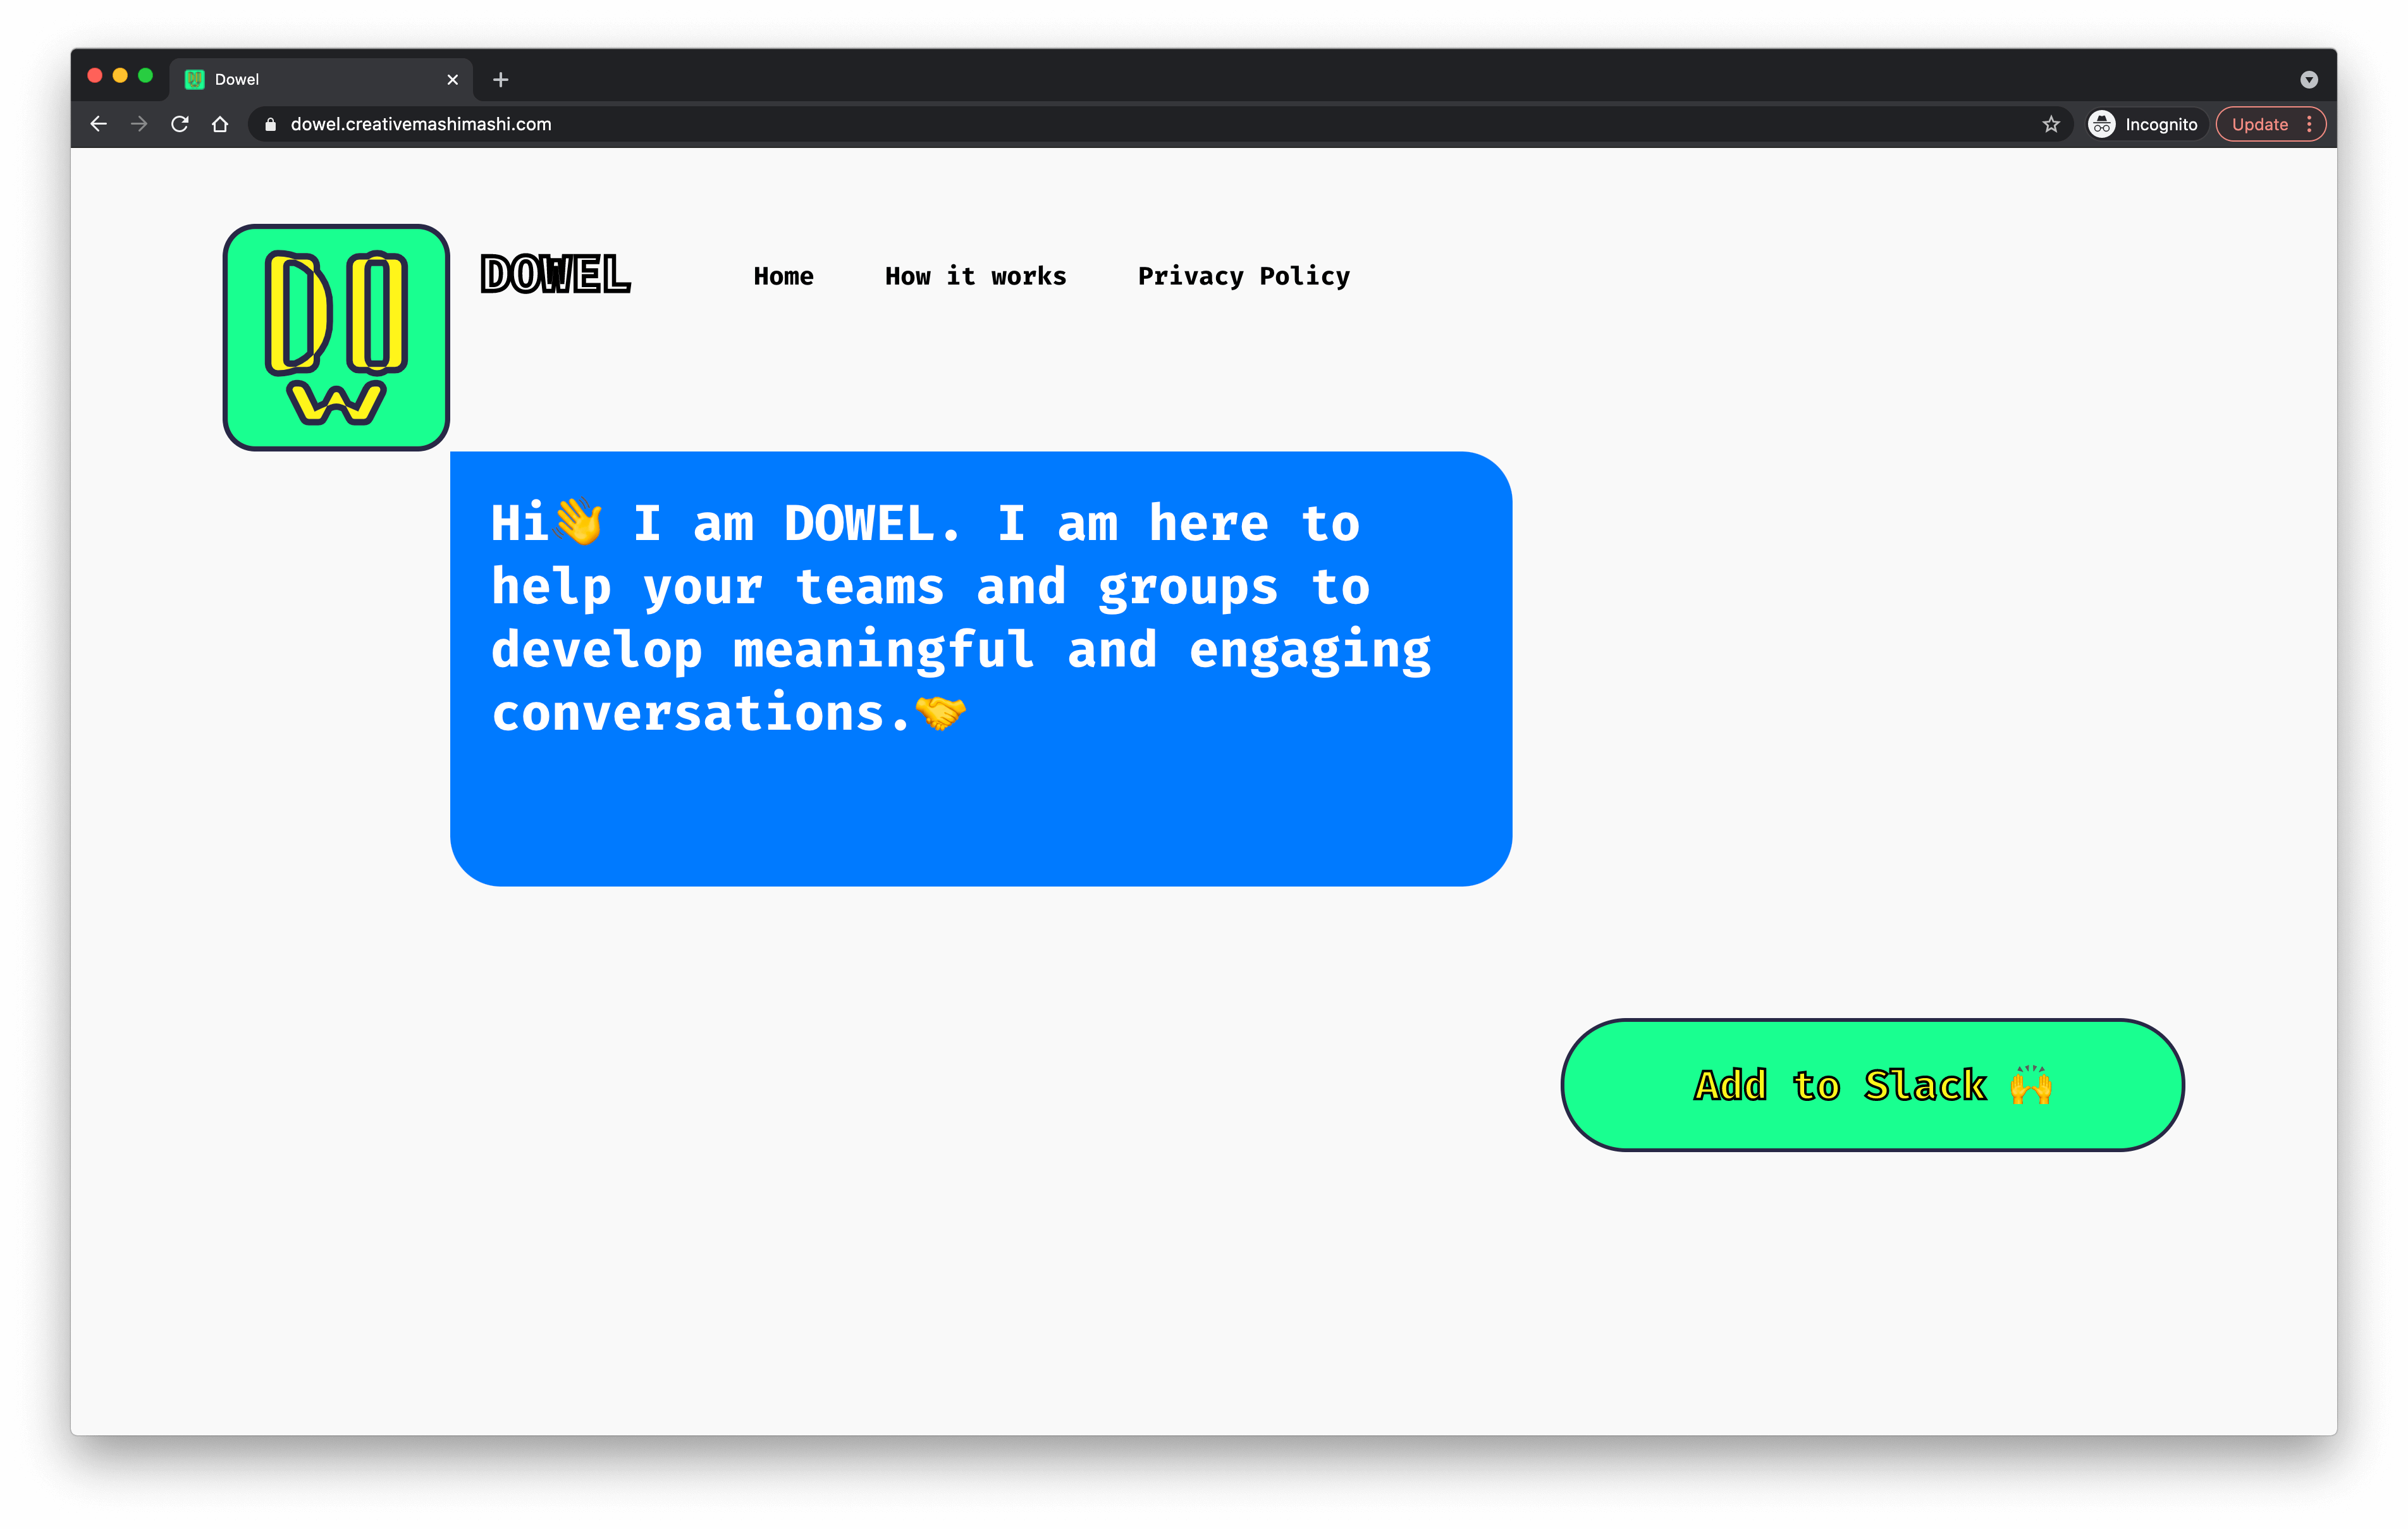 Dowel
dowel.creativemashimashi.com
Incognito
Update
DOW
DOWEL
Home
How it works
Privacy Policy
Hi👋 I am DOWEL. I am here to
help your teams and groups to
develop meaningful and engaging
conversations.🤝
Add to Slack 🙌